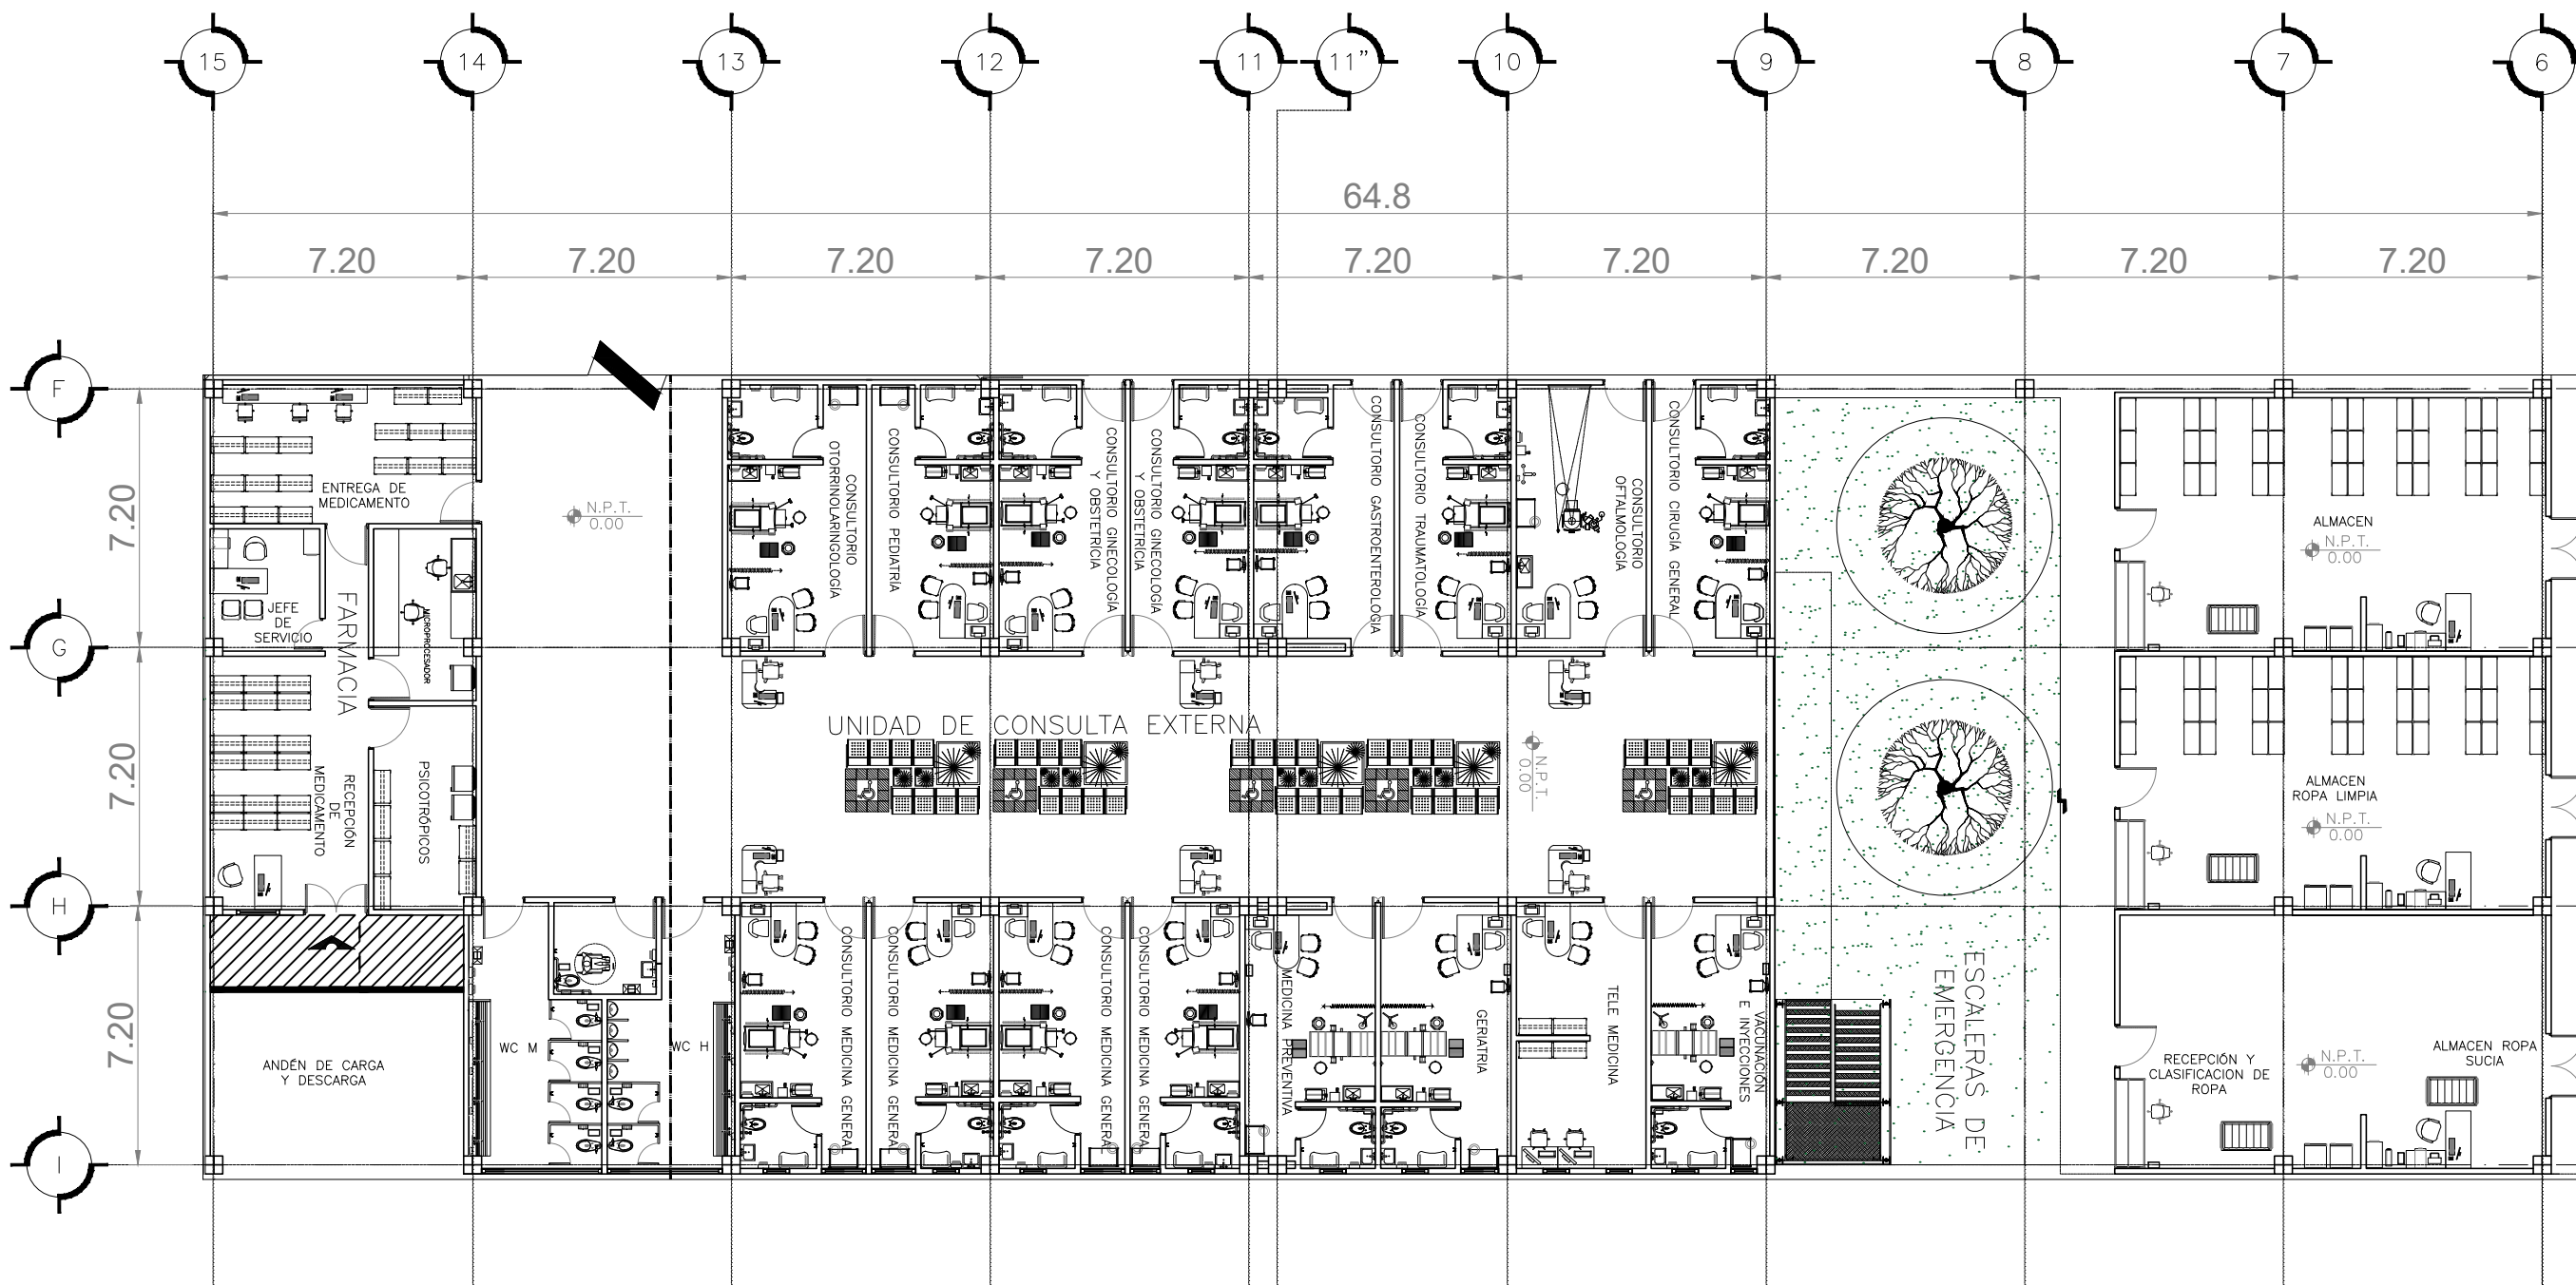 15
14
13
12
11
11”
10
9
8
7
6
64.8
7.20
7.20
7.20
7.20
7.20
7.20
7.20
7.20
7.20
F
G
H
I
7.20
7.20
7.20
ENTREGA DE
MEDICAMENTO
JEFE
DE
SERVICIO
FARMACIA
MICROPROCESADOR
RECEPCIÓN
DE
MEDICAMENTO
PSICOTRÓPICOS
ANDÉN DE CARGA
Y DESCARGA
N.P.T.
0.00
WC M
WC H
CONSULTORIO
OTORRINOLARINGOLOGÍA
CONSULTORIO PEDIATRÍA
CONSULTORIO GINECOLOGÍA
Y OBSTETRÍCIA
CONSULTORIO GINECOLOGÍA
Y OBSTETRÍCIA
CONSULTORIO GASTROENTEROLOGIA
CONSULTORIO TRAUMATOLOGIA
CONSULTORIO
OFTALMOLOGÍA
CONSULTORIO CIRUGÍA GENERAL
UNIDAD DE CONSULTA EXTERNA
N.P.T.
0.00
CONSULTORIO MEDICINA GENERAL
CONSULTORIO MEDICINA GENERAL
CONSULTORIO MEDICINA GENERAL
CONSULTORIO MEDICINA GENERAL
MEDICINA PREVENTIVA
GERIATRIA
TELE MEDICINA
VACUNACIÓN
E INYECCIONES
ESCALERAS DE
EMERGENCIA
ALMACEN
N.P.T.
0.00
ALMACEN
ROPA LIMPIA
N.P.T.
0.00
RECEPCIÓN Y
CLASIFICACION DE
ROPA
N.P.T.
0.00
ALMACEN ROPA
SUCIA